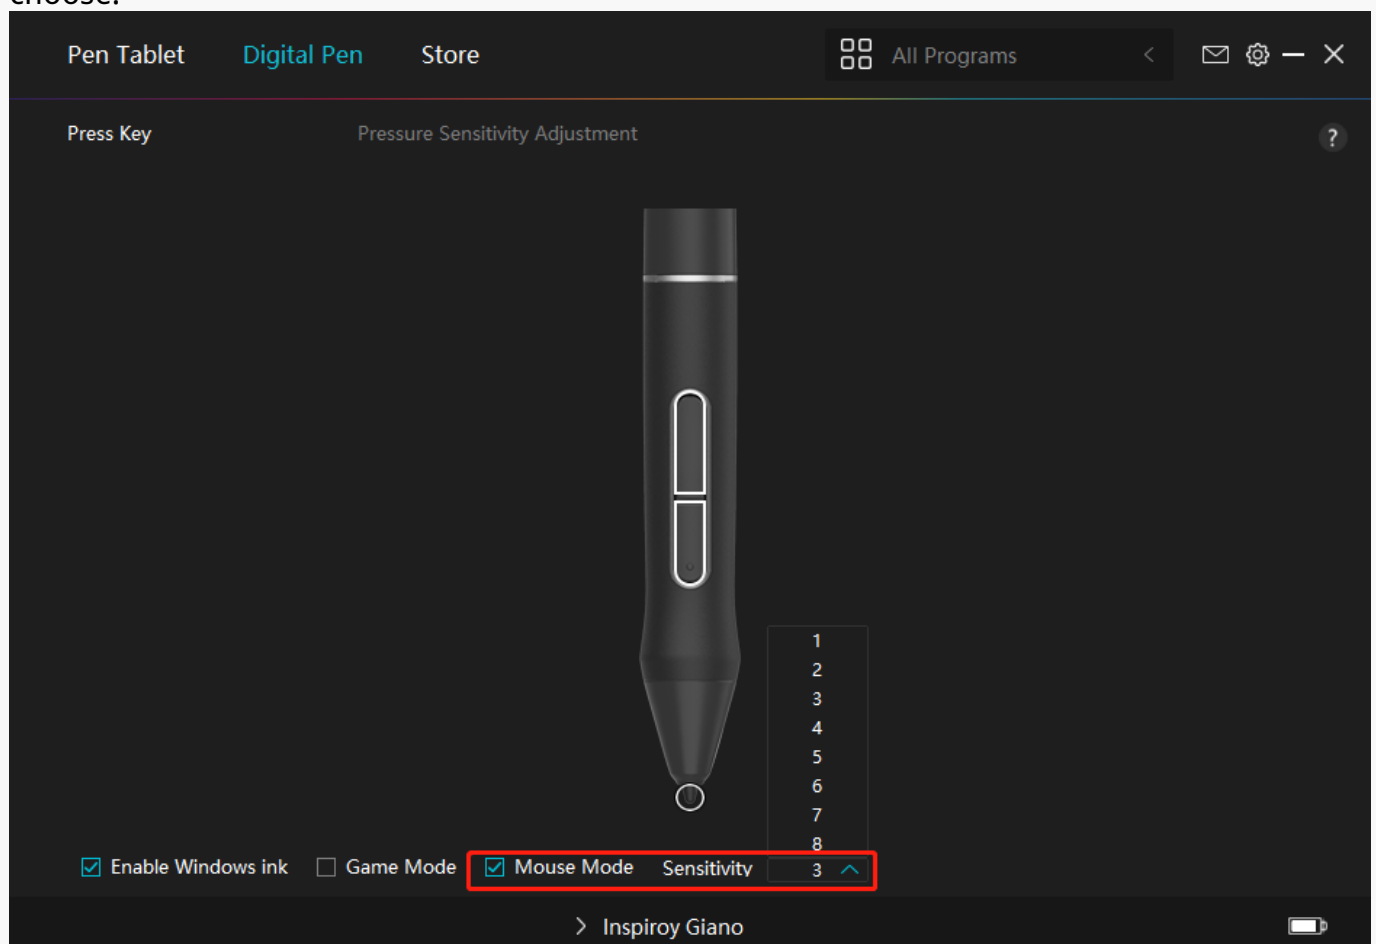 choose.
Pen Tablet Digital Pen Store All Programs
Press Key Pressure Sensitivity Adjustment ?
1
2
3
4
5
6
7
8
Enable Windows ink Game Mode Mouse Mode Sensitivity 3
Inspiroy Giano